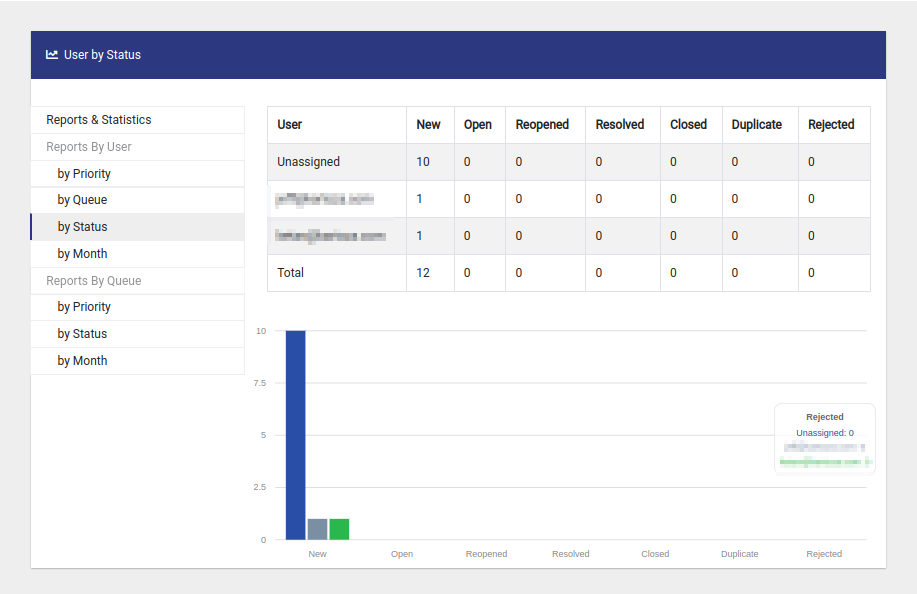 User by Status
Reports & Statistics
Reports By User
by Priority
by Queue
by Status
by Month
Reports By Queue
by Priority
by Status
by Month
User New Open Reopened Resolved Closed Duplicate Rejected
Unassigned 10 0 0 0 0 0 0
1 0 0 0 0 0 0
1 0 0 0 0 0 0
Total 12 0 0 0 0 0 0
10
7.5
5
2.5
0
New Open Reopened Resolved Closed Duplicate Rejected
Rejected
Unassigned: 0